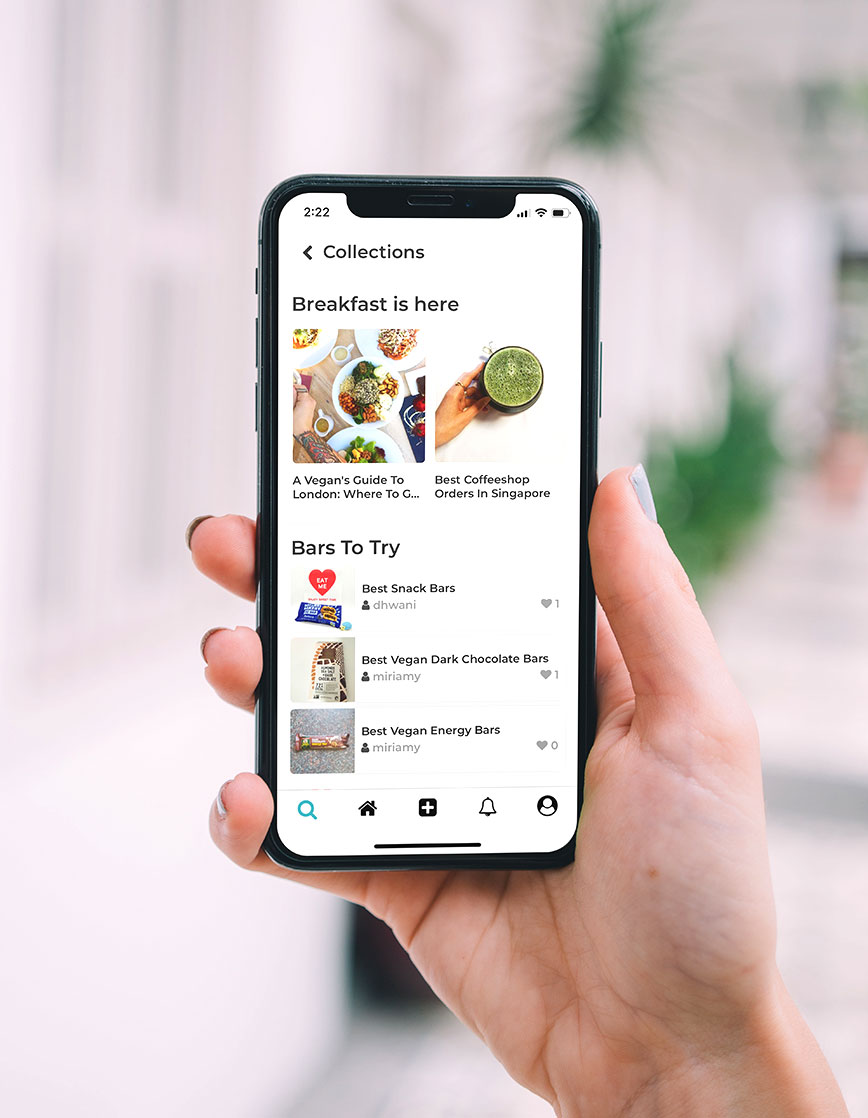 2:22
Collections
Breakfast is here
A Vegan's Guide To
London: Where To G...
Best Coffeeshop
Orders In Singapore
Bars To Try
EAT
ME
Best Snack Bars
dhwani
1
Best Vegan Dark Chocolate Bars
miriamy
1
Best Vegan Energy Bars
miriamy
0